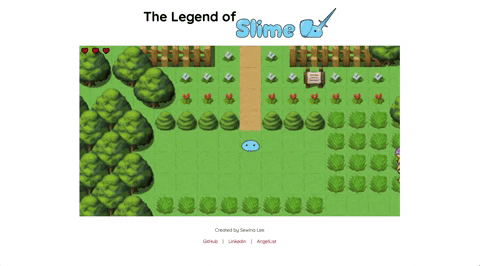 The Legend of
Slime
Created by Sewina Lee
GitHub | LinkedIn | AngelList